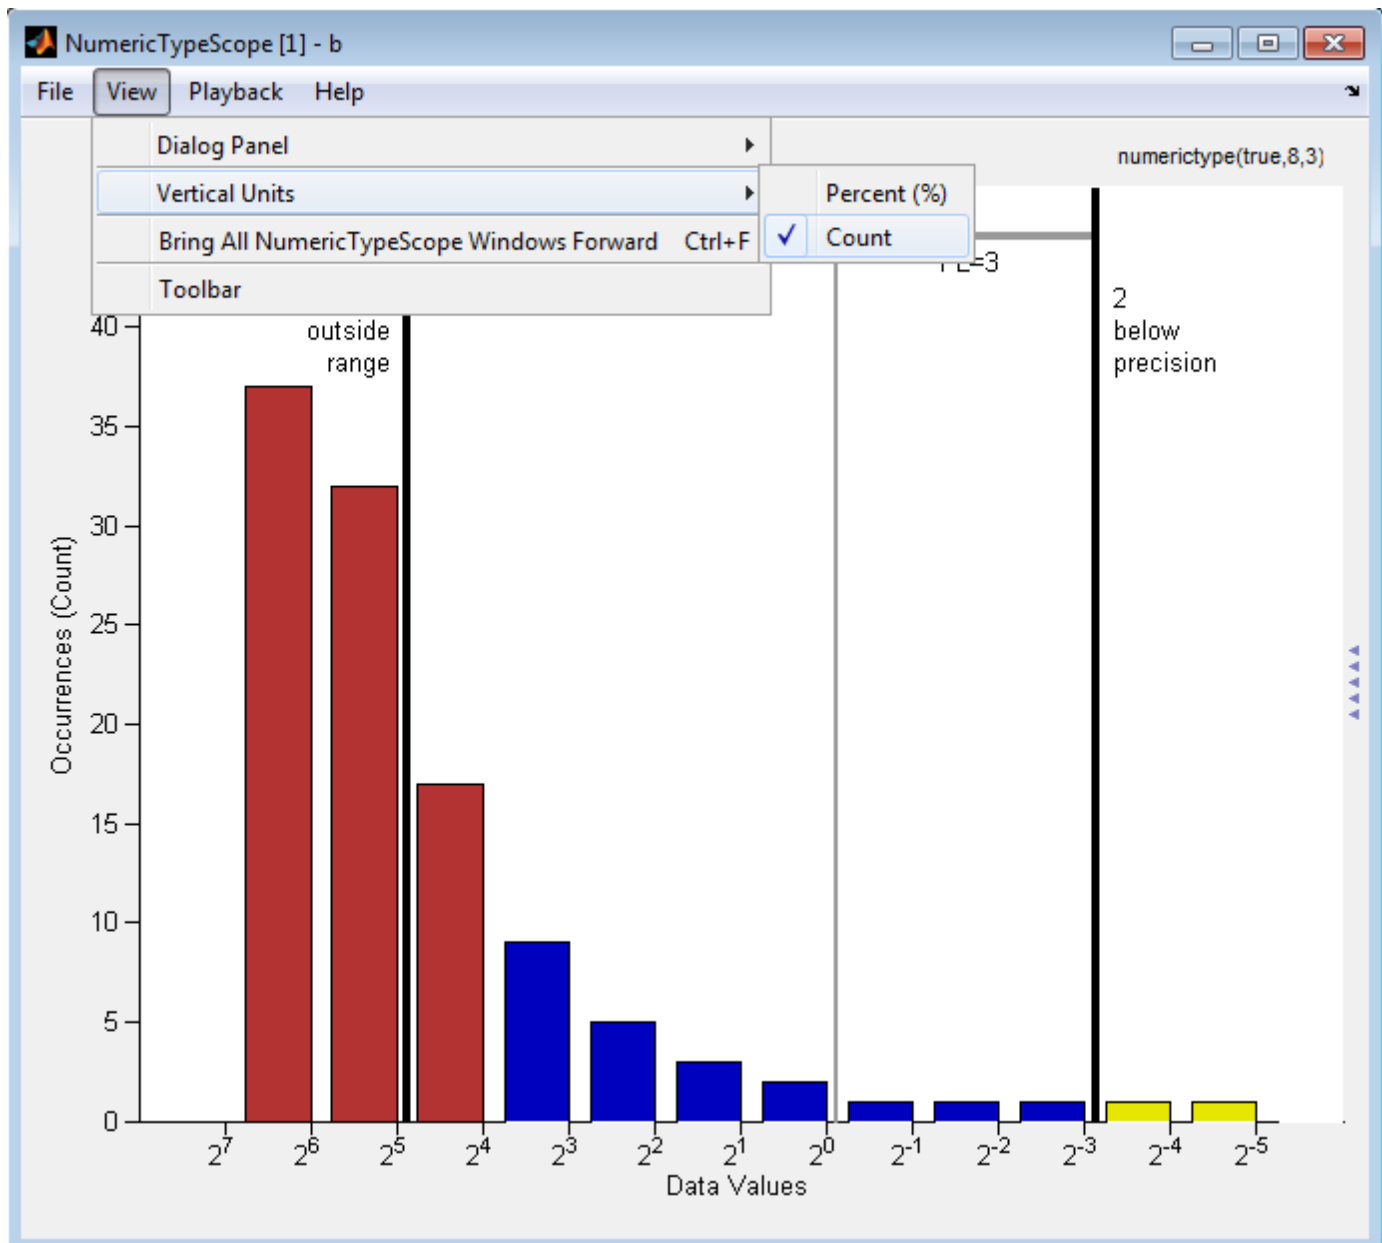 NumericTypeScope [1] - b
File View Playback Help
Dialog Panel
numerictype(true,8,3)
Vertical Units
Percent (%)
Bring All NumericTypeScope Windows Forward Ctrl+F
Count
=3
Toolbar
2
below
precision
outside
range
40
35
30
25
20
15
10
5
0
Occurrences (Count)
2^7 2^6 2^5 2^4 2^3 2^2 2^1 2^0 2^-1 2^-2 2^-3 2^-4 2^-5
Data Values